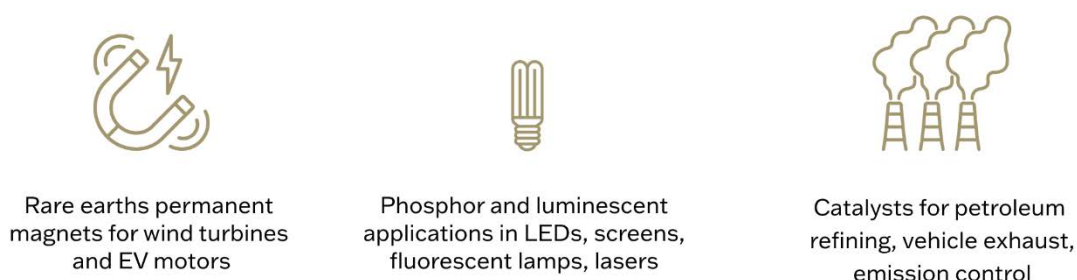 Rare earths permanent
magnets for wind turbines
and EV motors
Phosphor and luminescent
applications in LEDs, screens,
fluorescent lamps, lasers
Catalysts for petroleum
refining, vehicle exhaust,
emission control